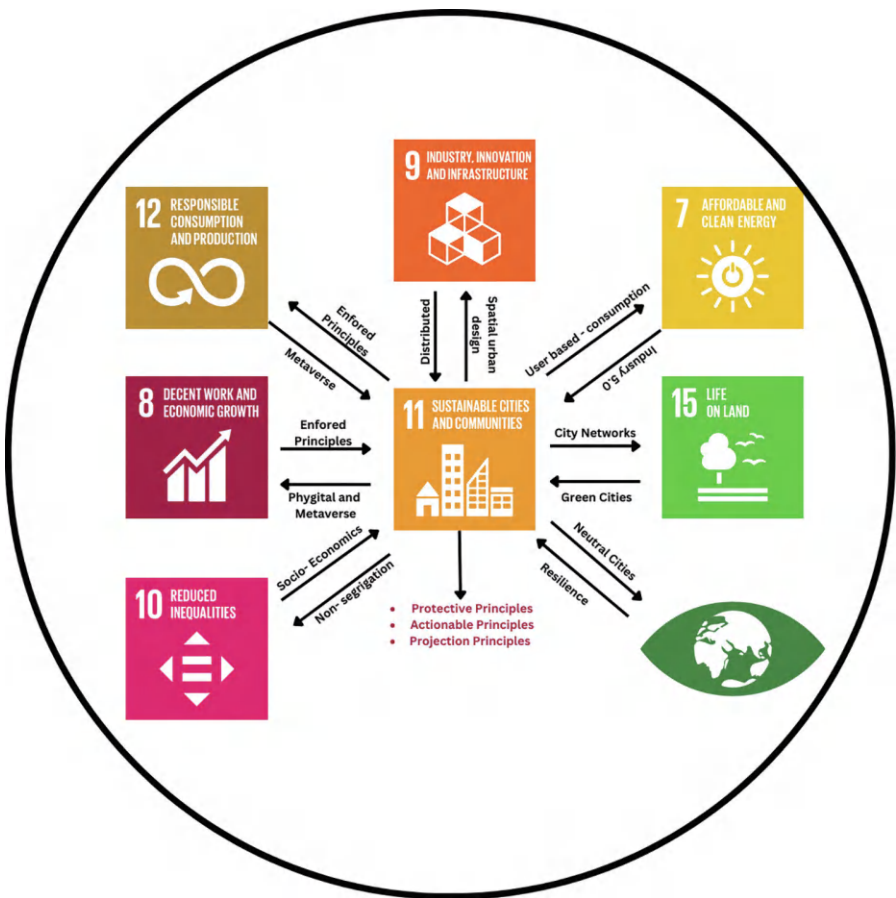 9 INDUSTRY, INNOVATION
AND INFRASTRUCTURE
12 RESPONSIBLE
CONSUMPTION
AND PRODUCTION
7 AFFORDABLE AND
CLEAN ENERGY
Enfored
Principles
Metaverse
Distributed
Spatial urban
design
User based - consumption
Indusry 5.0
8 DECENT WORK AND
ECONOMIC GROWTH
11 SUSTAINABLE CITIES
AND COMMUNITIES
15 LIFE
ON LAND
Enfored
Principles
City Networks
Phygital and
Metaverse
Green Cities
Socio- Economics
Non- segrigation
Neutral Cities
Resilience
10 REDUCED
INEQUALITIES
• Protective Principles
• Actionable Principles
• Projection Principles